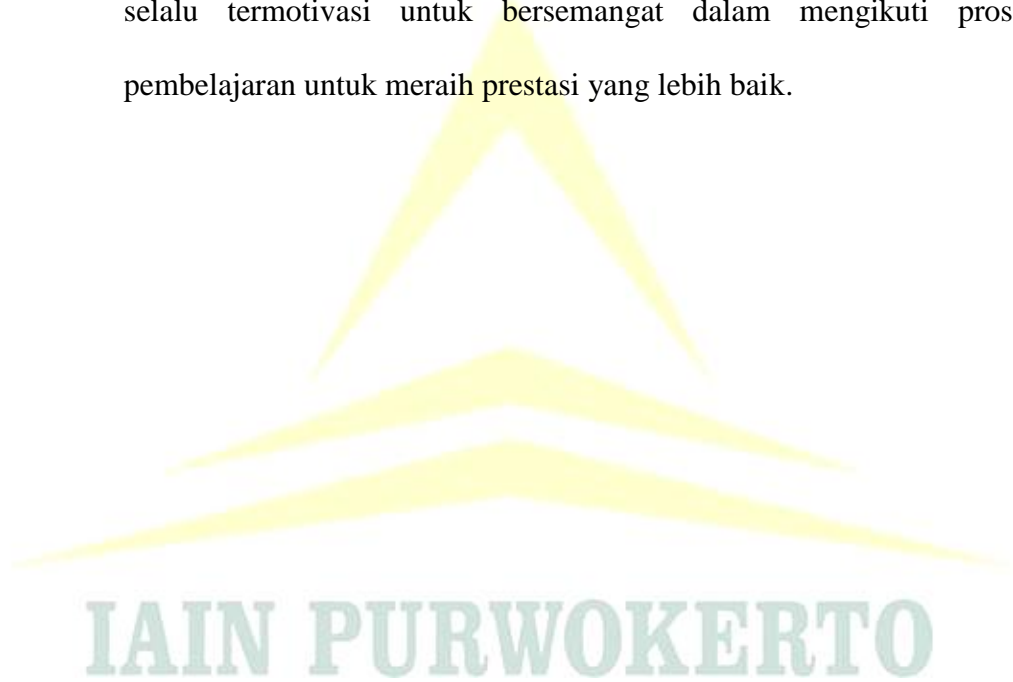 selalu termotivasi untuk bersemangat dalam mengikuti pros
pembelajaran untuk meraih prestasi yang lebih baik.
IAIN PURWOKERTO